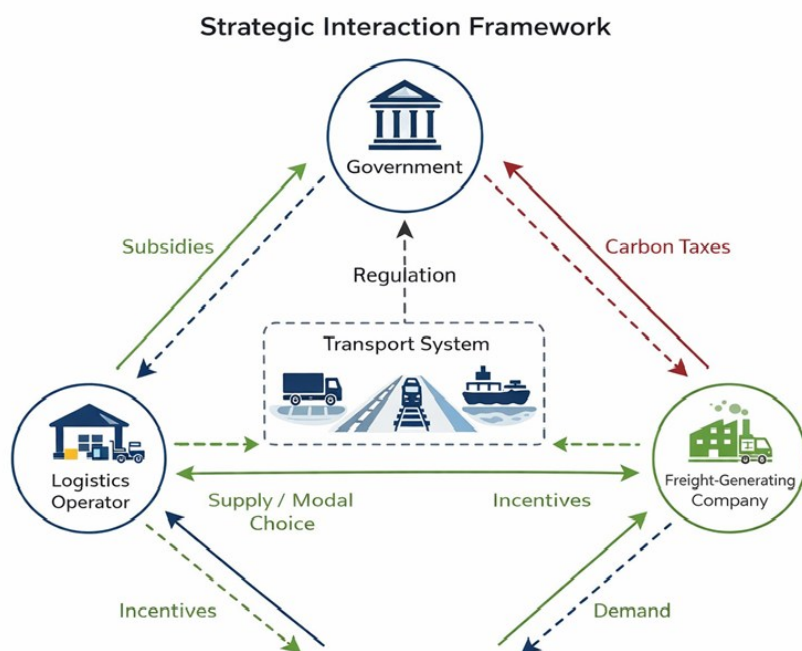 Strategic Interaction Framework
Government
Subsidies
Carbon Taxes
Regulation
Transport System
Logistics
Operator
Freight-Generating
Company
Supply / Modal
Choice
Incentives
Incentives
Demand